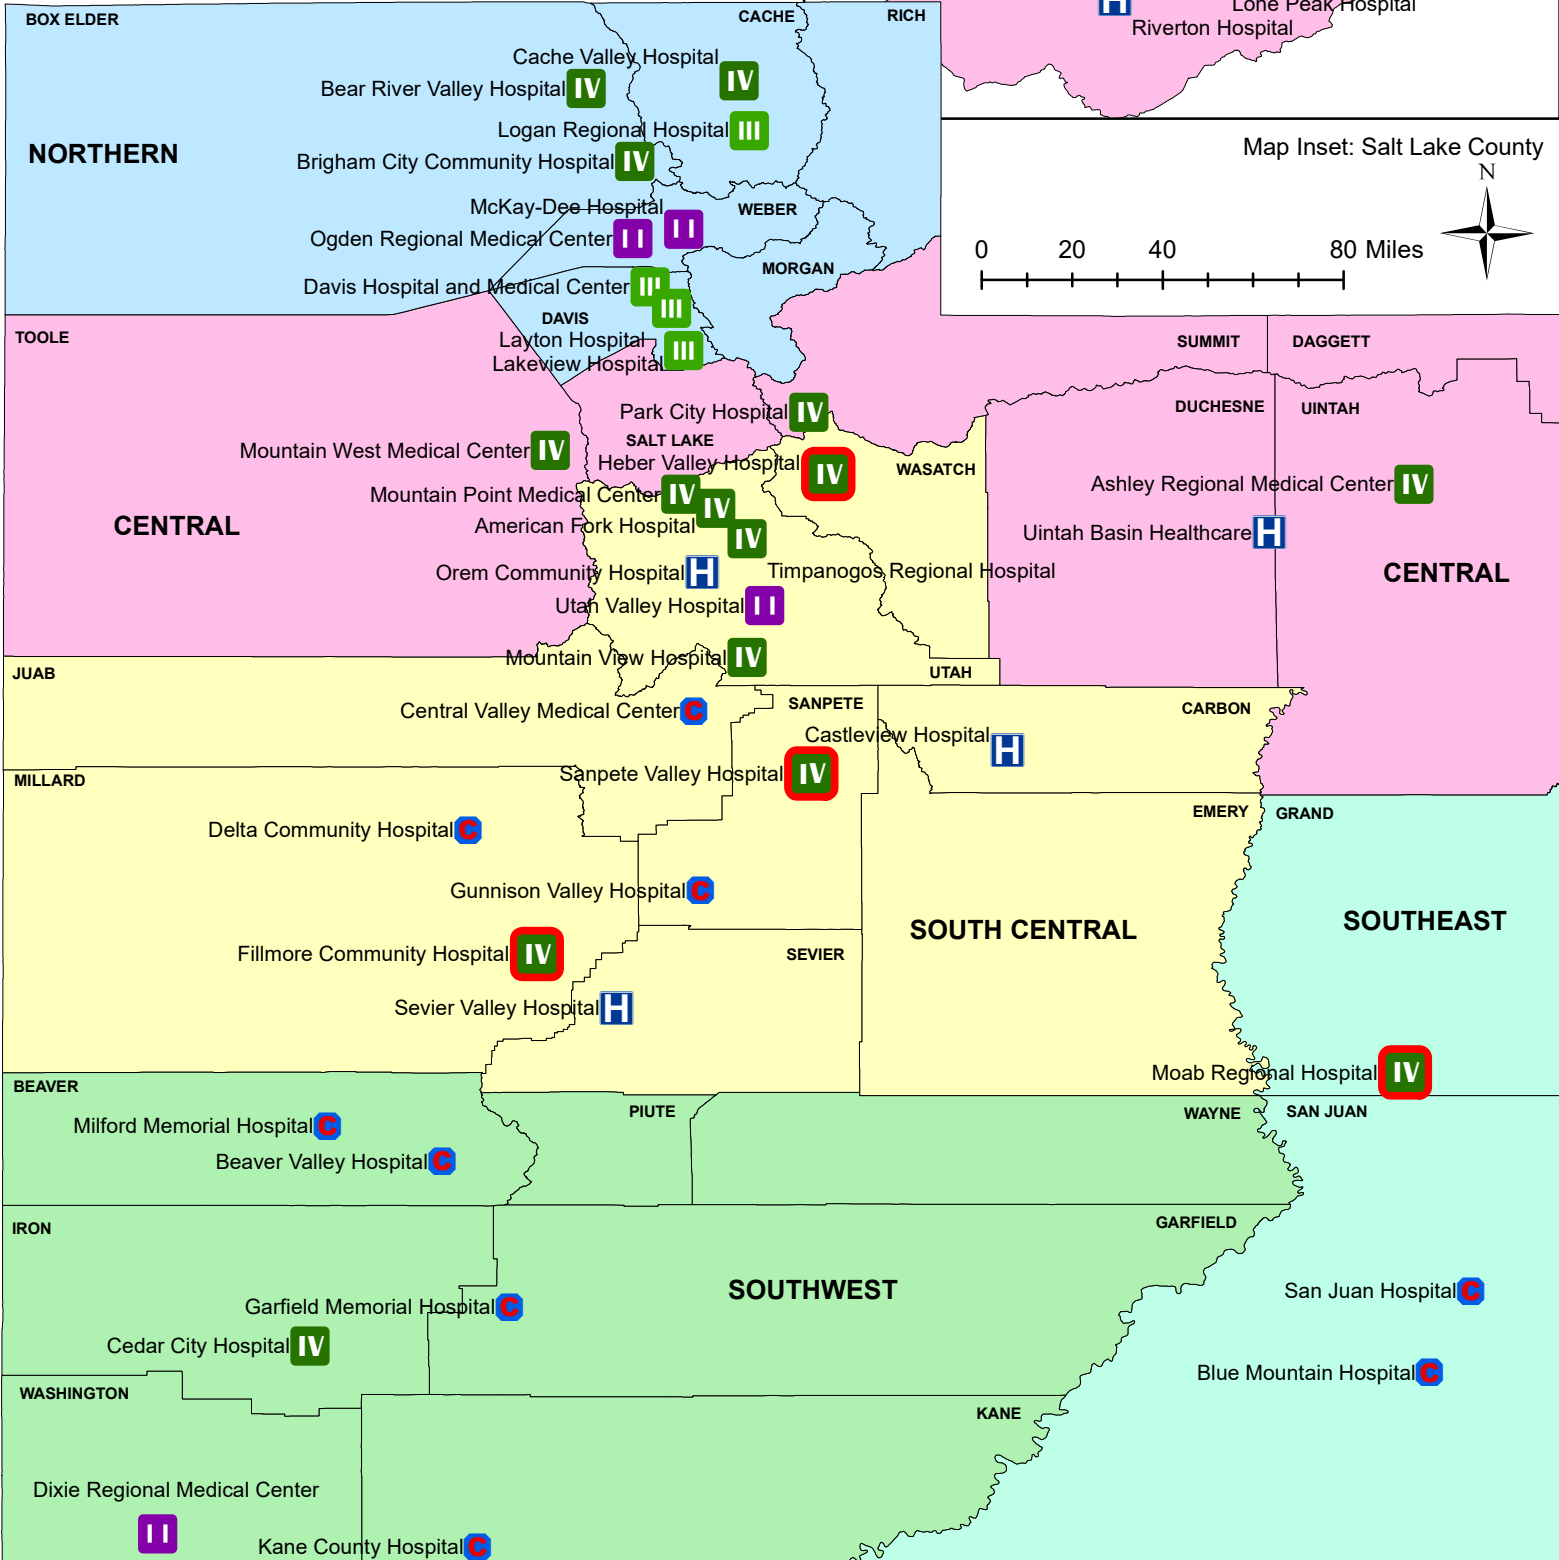 Lone Peak Hospital
H
Riverton Hospital
BOX ELDER
CACHE
RICH
Cache Valley Hospital
IV
Bear River Valley Hospital IV
Logan Regional Hospital III
Map Inset: Salt Lake County
NORTHERN
Brigham City Community Hospital IV
N
McKay-Dee Hospital
II
WEBER
Ogden Regional Medical Center II
0 20 40 80 Miles
MORGAN
Davis Hospital and Medical Center III
III
DAVIS
TOOLE
Layton Hospital
III
Lakeview Hospital
SUMMIT
DAGGETT
Park City Hospital IV
DUCHESNE
UINTAH
SALT LAKE
Mountain West Medical Center IV
Heber Valley Hospital IV
WASATCH
Ashley Regional Medical Center IV
Mountain Point Medical Center IV
IV
American Fork Hospital
IV
CENTRAL
Uintah Basin Healthcare H
Orem Community Hospital H
Timpanogos Regional Hospital
CENTRAL
Utah Valley Hospital II
Mountain View Hospital IV
JUAB
UTAH
Central Valley Medical Center C
SANPETE
CARBON
Castleview Hospital H
Sanpete Valley Hospital IV
MILLARD
EMERY
GRAND
Delta Community Hospital C
Gunnison Valley Hospital C
SOUTH CENTRAL
SOUTHEAST
Fillmore Community Hospital IV
SEVIER
Sevier Valley Hospital H
Moab Regional Hospital IV
BEAVER
PIUTE
WAYNE
SAN JUAN
Milford Memorial Hospital C
Beaver Valley Hospital C
IRON
GARFIELD
SOUTHWEST
San Juan Hospital C
Garfield Memorial Hospital C
Cedar City Hospital IV
Blue Mountain Hospital C
WASHINGTON
KANE
Dixie Regional Medical Center
II
Kane County Hospital C